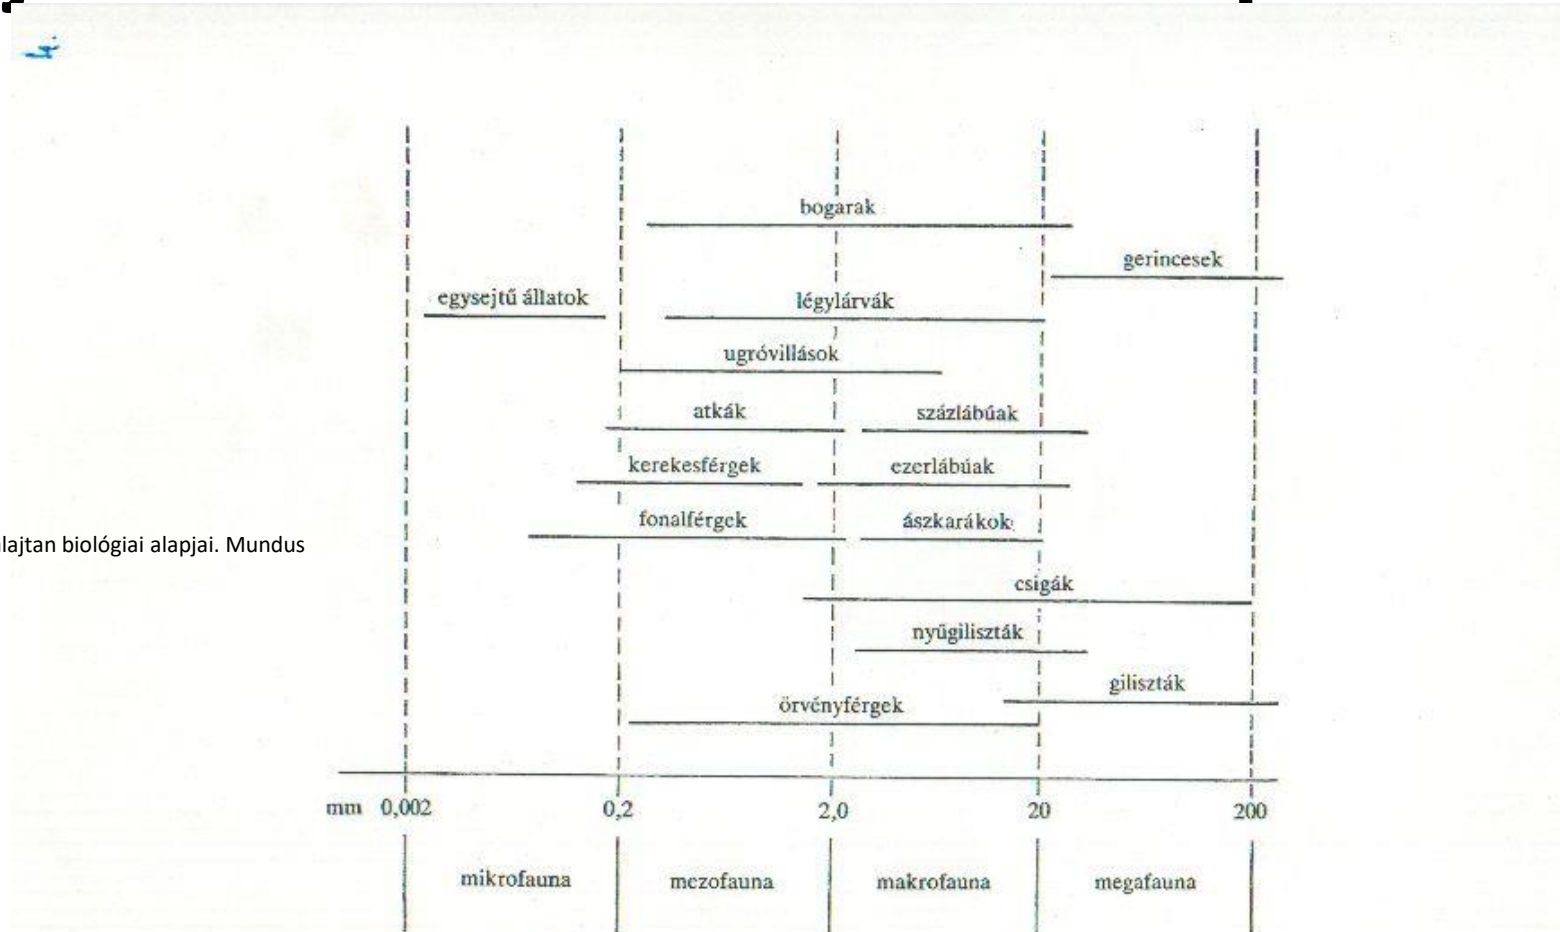 bogarak
gerincesek
egysejtű állatok
légylárvák
ugróvillások
atkák
százlábúak
kerekesférgek
ezerlábúak
fonalférgek
ászkarákok
lajtan biológiai alapjai. Mundus
csigák
nyűgiliszták
giliszták
örvényférgek
mm 0,002 0,2 2,0 20 200
mikrofauna mezofauna makrofauna megafauna